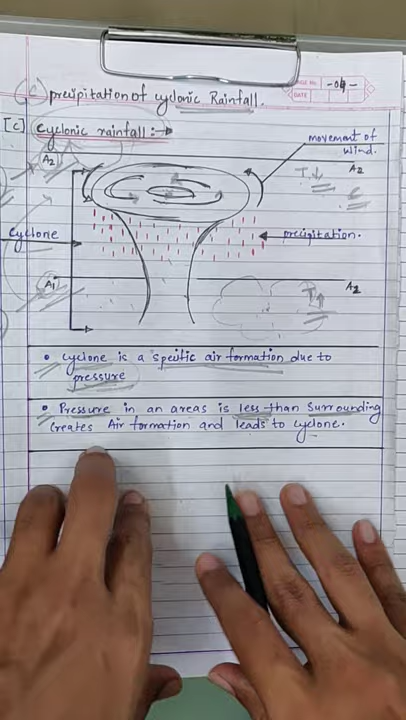 C precipitation of cyclonic Rainfall.
PAGE No. -04-
DATE
[C] cyclonic rainfall:→
movement of
wind.
A2
A2
T↓
cyclone
precipitation.
A1
T↑
A2
• cyclone is a specific air formation due to
pressure
• Pressure in an areas is less than surrounding
creates Air formation and leads to cyclone.